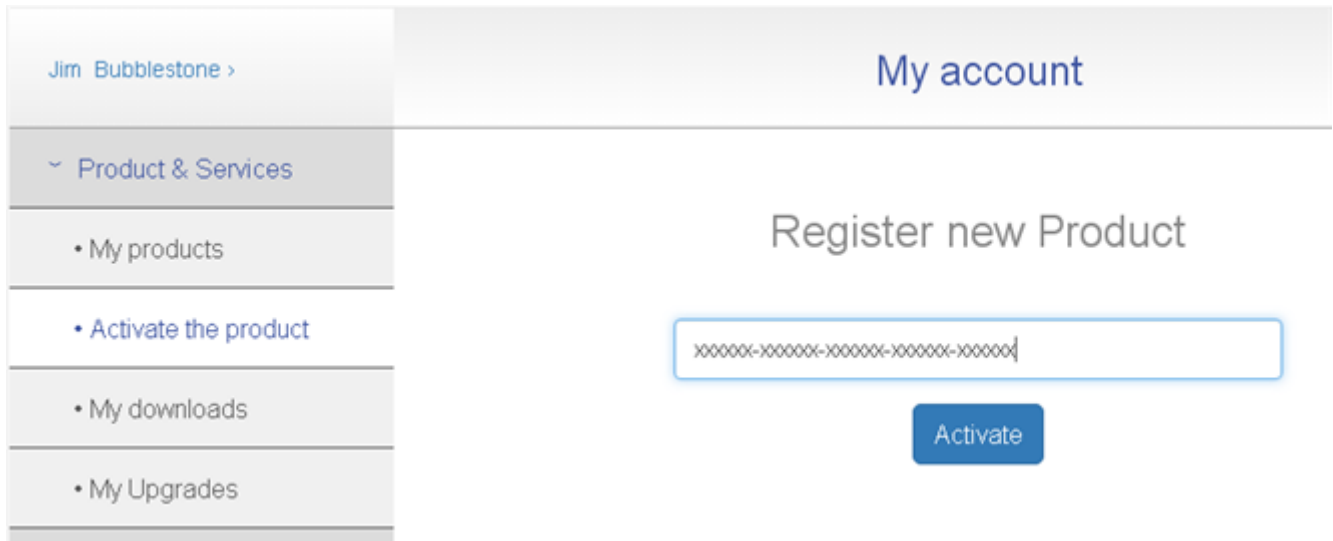 Jim Bubblestone ›
My account
Product & Services
• My products
• Activate the product
• My downloads
• My Upgrades
Register new Product
xxxxxx-xxxxxx-xxxxxx-xxxxxx-xxxxxx
Activate